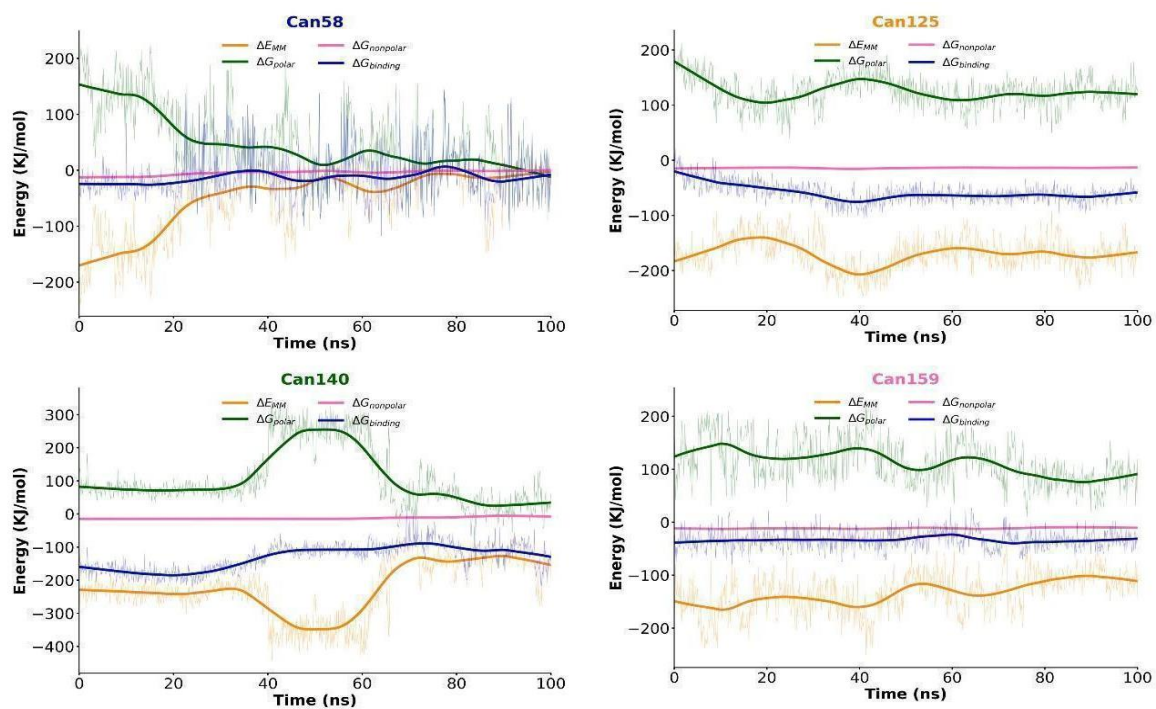 Can58
ΔE_MM ΔG_nonpolar
ΔG_polar ΔG_binding
200
100
0
−100
−200
Energy (KJ/mol)
0 20 40 60 80 100
Time (ns)
Can125
ΔE_MM ΔG_nonpolar
ΔG_polar ΔG_binding
200
100
0
−100
−200
Energy (KJ/mol)
0 20 40 60 80 100
Time (ns)
Can140
ΔE_MM ΔG_nonpolar
ΔG_polar ΔG_binding
300
200
100
0
−100
−200
−300
−400
Energy (KJ/mol)
0 20 40 60 80 100
Time (ns)
Can159
ΔE_MM ΔG_nonpolar
ΔG_polar ΔG_binding
200
100
0
−100
−200
Energy (KJ/mol)
0 20 40 60 80 100
Time (ns)